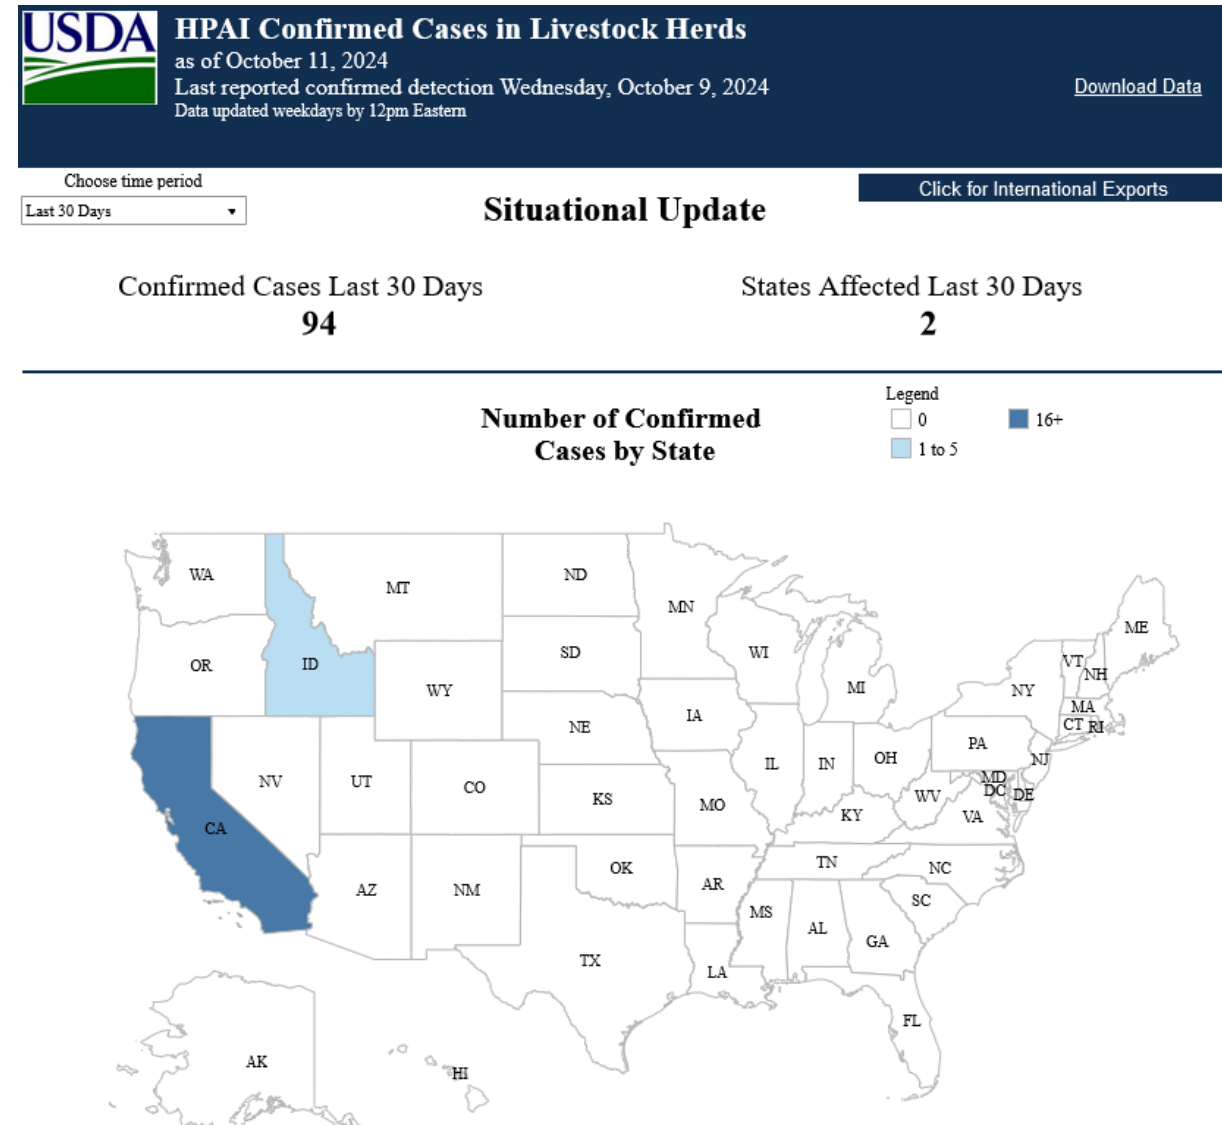 USDA
HPAI Confirmed Cases in Livestock Herds
as of October 11, 2024
Last reported confirmed detection Wednesday, October 9, 2024
Data updated weekdays by 12pm Eastern
Download Data
Choose time period
Last 30 Days
Situational Update
Click for International Exports
Confirmed Cases Last 30 Days
94
States Affected Last 30 Days
2
Number of Confirmed
Cases by State
Legend
0
16+
1 to 5
WA
MT
ND
MN
ME
OR
ID
SD
WI
VT
NH
WY
MI
NY
IA
MA
NE
CT RI
NV
UT
CO
IL
IN
OH
PA
NJ
KS
MO
WV
MD
DC
DE
CA
KY
VA
OK
TN
NC
AZ
NM
AR
SC
MS
AL
GA
TX
LA
FL
AK
HI